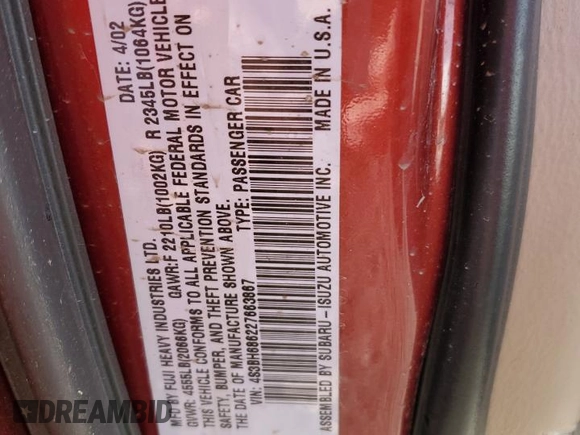 MFD BY FUJI HEAVY INDUSTRIES LTD. DATE: 4/02
GVWR: 4555LB(2066KG) GAWR: F 2210LB(1002KG) R 2345LB(1064KG)
THIS VEHICLE CONFORMS TO ALL APPLICABLE FEDERAL MOTOR VEHICLE
SAFETY, BUMPER, AND THEFT PREVENTION STANDARDS IN EFFECT ON
THE DATE OF MANUFACTURE SHOWN ABOVE.
VIN: 4S3BH686227663867 TYPE: PASSENGER CAR
ASSEMBLED BY SUBARU-ISUZU AUTOMOTIVE INC. MADE IN U.S.A.
DREAMBID